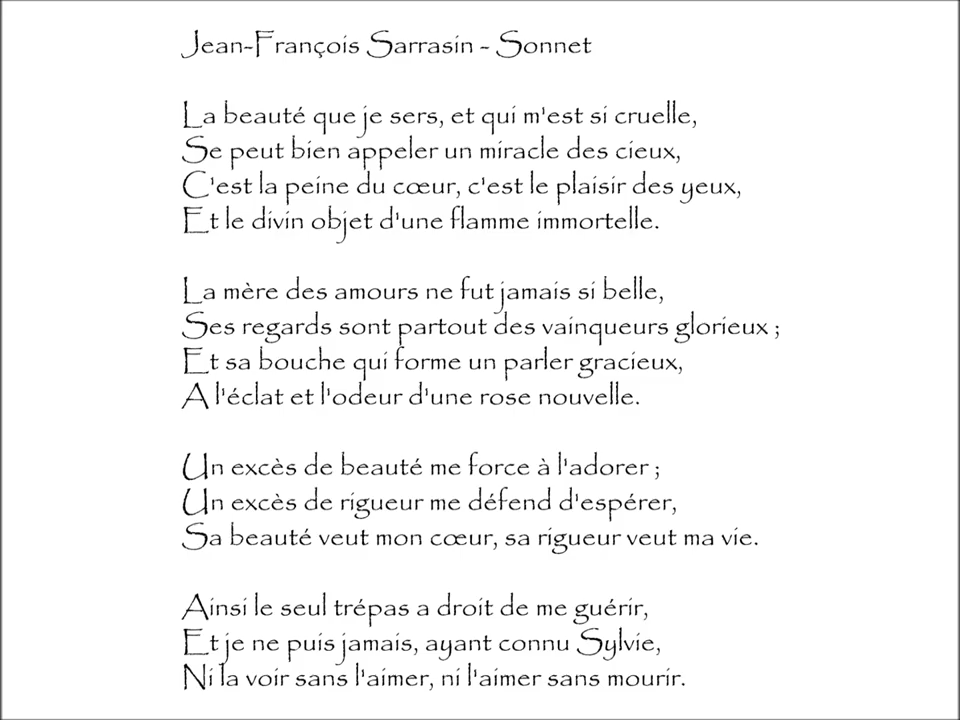 Jean-François Sarrasin - Sonnet
La beauté que je sers, et qui m'est si cruelle,
Se peut bien appeler un miracle des cieux,
C'est la peine du cœur, c'est le plaisir des yeux,
Et le divin objet d'une flamme immortelle.
La mère des amours ne fut jamais si belle,
Ses regards sont partout des vainqueurs glorieux ;
Et sa bouche qui forme un parler gracieux,
A l'éclat et l'odeur d'une rose nouvelle.
Un excès de beauté me force à l'adorer ;
Un excès de rigueur me défend d'espérer,
Sa beauté veut mon cœur, sa rigueur veut ma vie.
Ainsi le seul trépas a droit de me guérir,
Et je ne puis jamais, ayant connu Sylvie,
Ni la voir sans l'aimer, ni l'aimer sans mourir.